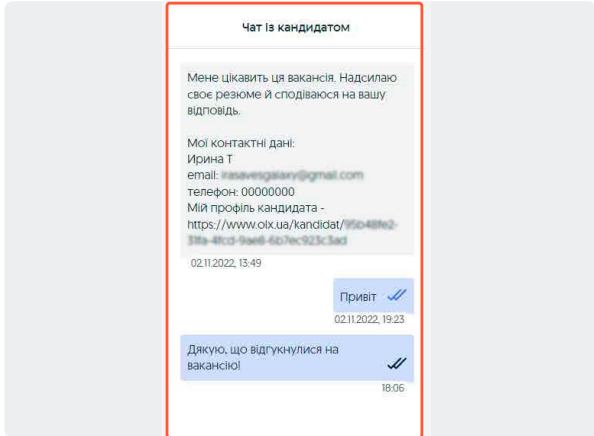 Чат із кандидатом
Мене цікавить ця вакансія. Надсилаю
своє резюме й сподіваюся на вашу
відповідь.
Мої контактні дані:
Ирина Т
email:
телефон: 00000000
Мій профіль кандидата -
https://www.olx.ua/kandidat/
02.11.2022, 13:49
Привіт
02.11.2022, 19:23
Дякую, що відгукнулися на
вакансію!
18:06